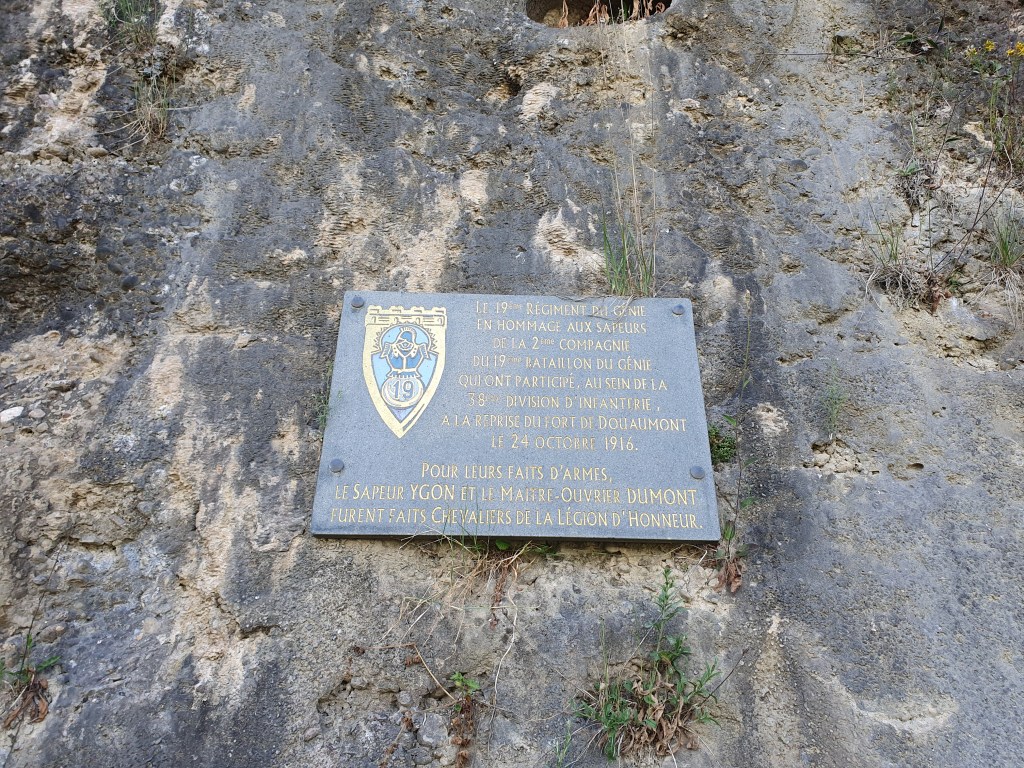 19
LE 19ÈME RÉGIMENT DU GÉNIE
EN HOMMAGE AUX SAPEURS
DE LA 2ÈME COMPAGNIE
DU 19ÈME BATAILLON DU GÉNIE
QUI ONT PARTICIPÉ, AU SEIN DE LA
38ÈME DIVISION D'INFANTERIE,
A LA REPRISE DU FORT DE DOUAUMONT
LE 24 OCTOBRE 1916.
POUR LEURS FAITS D'ARMES,
LE SAPEUR YGON ET LE MAITRE-OUVRIER DUMONT
FURENT FAITS CHEVALIERS DE LA LÉGION D'HONNEUR.